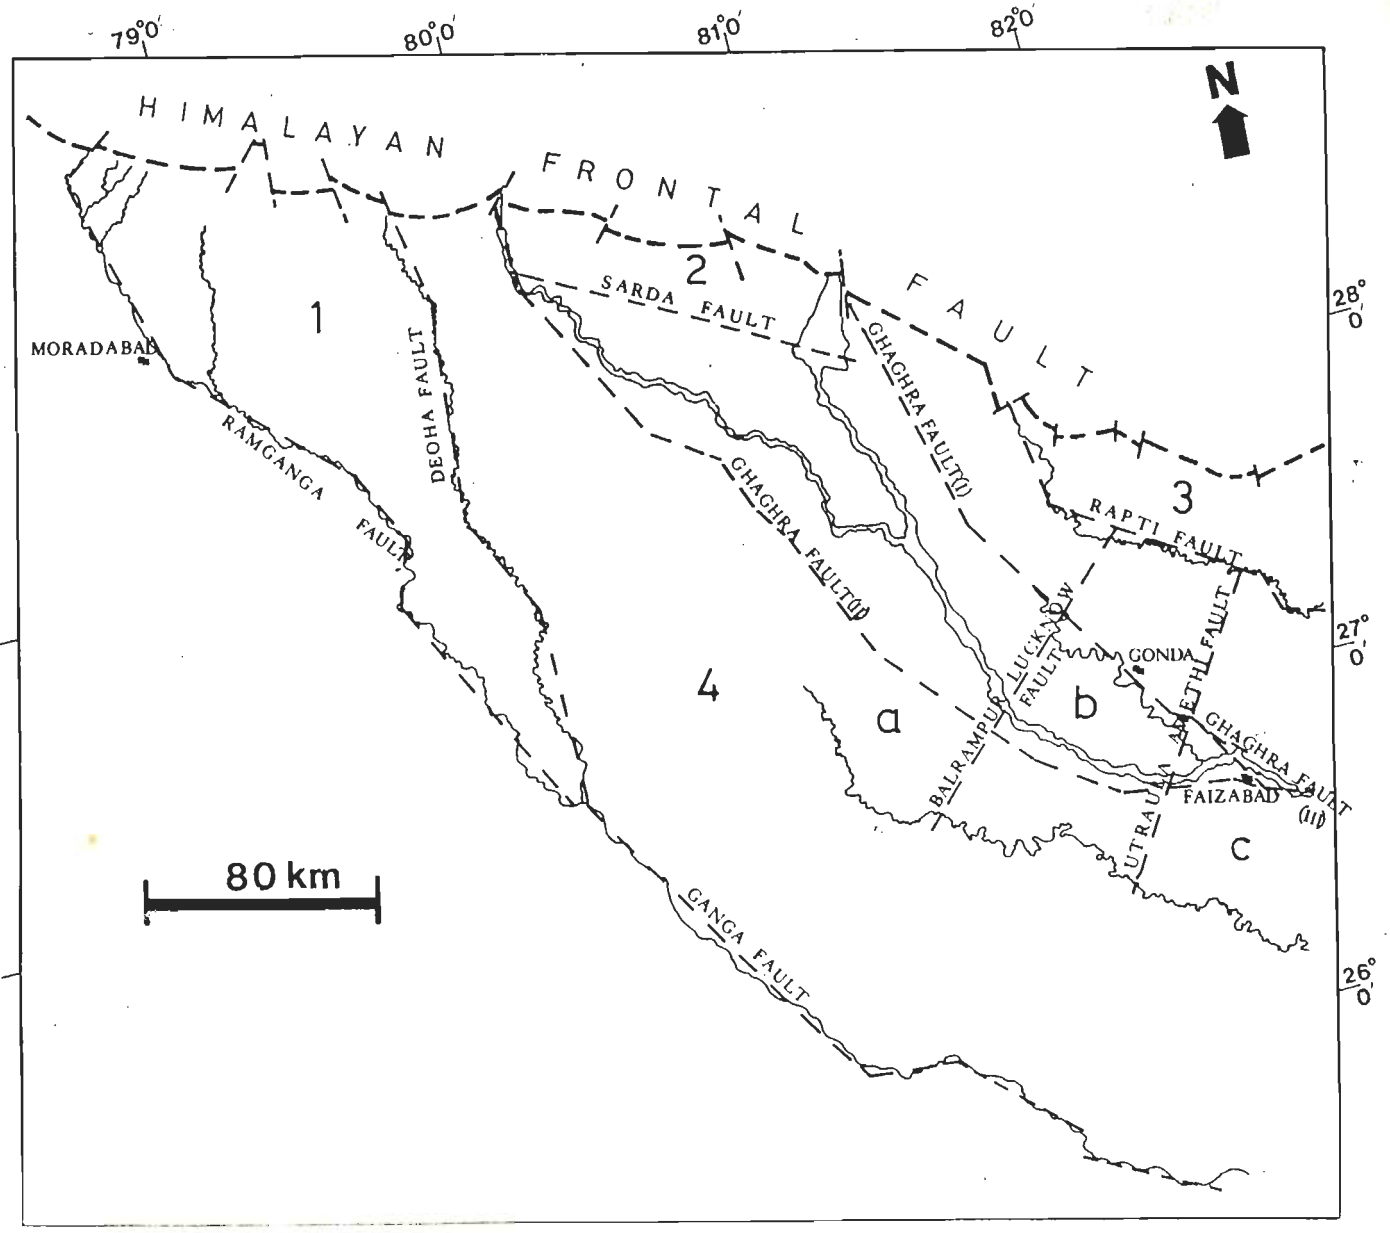 79°0'
80°0'
81°0'
82°0'
N
HIMALAYAN FRONTAL FAULT
2
SARDA FAULT
28°
0'
1
GHAGHRA FAULT(I)
MORADABAD
DEOHA FAULT
RAMGANGA FAULT
GHAGHRA FAULT(II)
3
RAPTI FAULT
27°
0'
LUCKNOW
FAULT
GONDA
4
a
b
BALRAMPUR
AMETHI FAULT
UTRAULA
GHAGHRA FAULT
(III)
FAIZABAD
c
80 km
GANGA FAULT
26°
0'